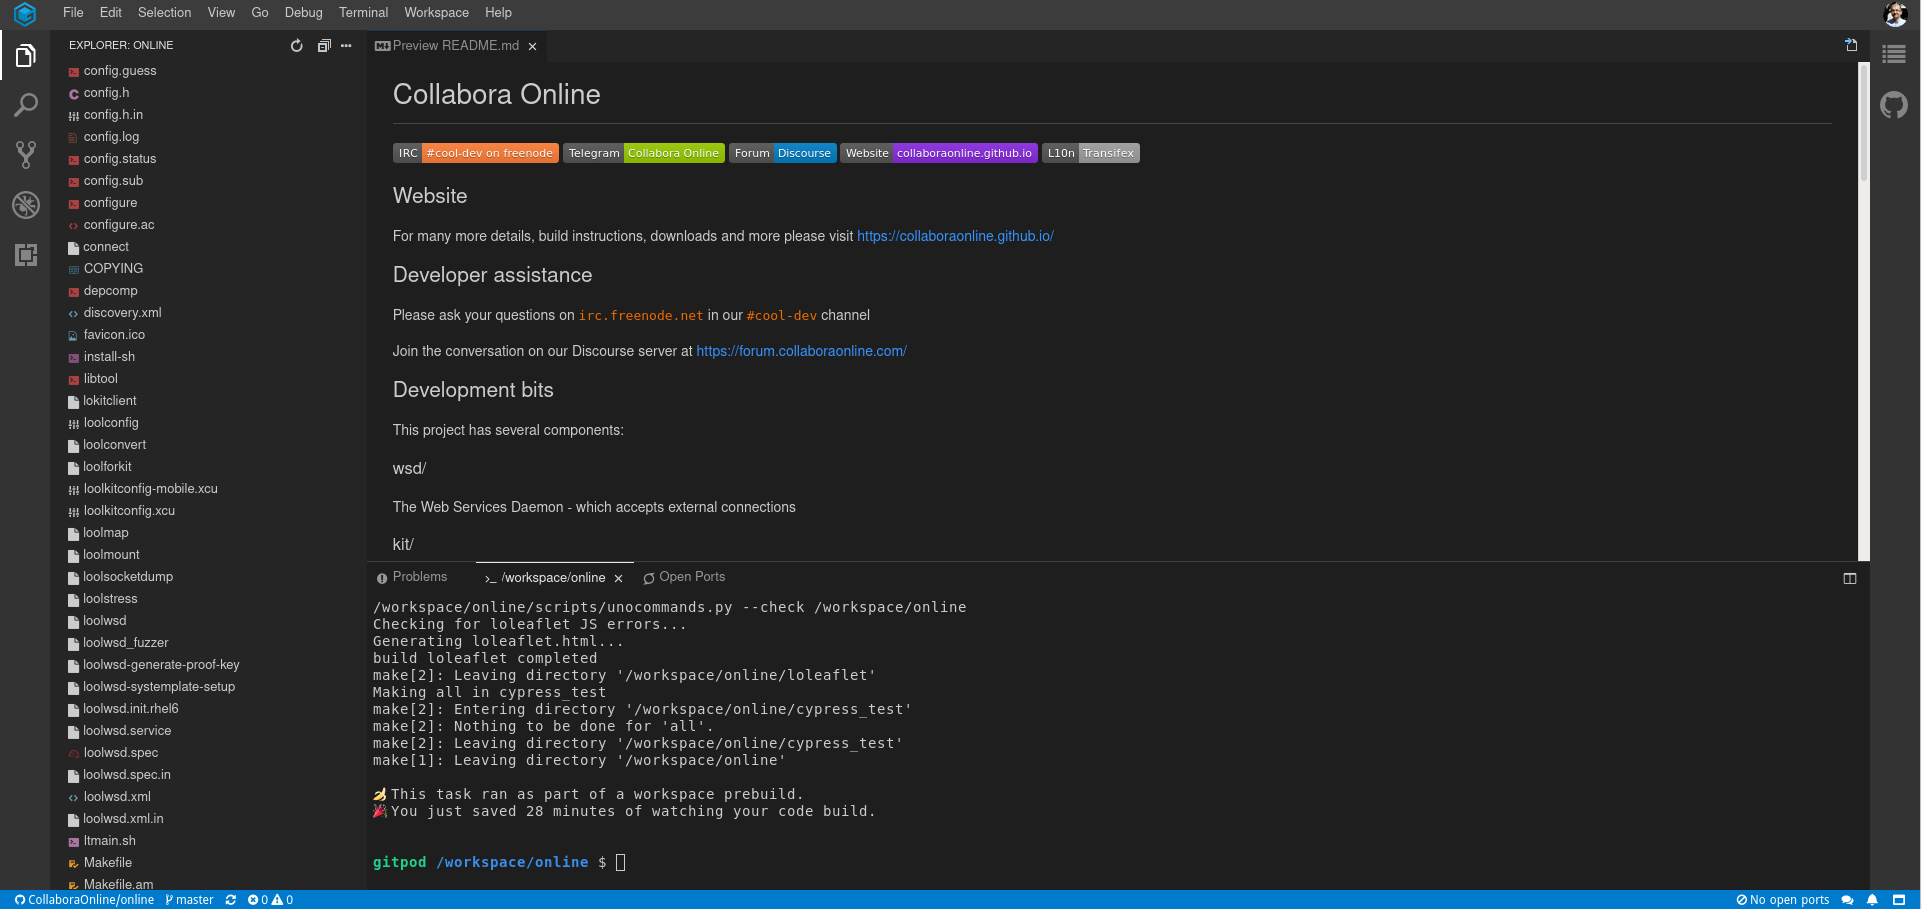 File Edit Selection View Go Debug Terminal Workspace Help
EXPLORER: ONLINE
config.guess
config.h
config.h.in
config.log
config.status
config.sub
configure
configure.ac
connect
COPYING
depcomp
discovery.xml
favicon.ico
install-sh
libtool
lokitclient
loolconfig
loolconvert
loolforkit
loolkitconfig-mobile.xcu
loolkitconfig.xcu
loolmap
loolmount
loolsocketdump
loolstress
loolwsd
loolwsd_fuzzer
loolwsd-generate-proof-key
loolwsd-systemplate-setup
loolwsd.init.rhel6
loolwsd.service
loolwsd.spec
loolwsd.spec.in
loolwsd.xml
loolwsd.xml.in
ltmain.sh
Makefile
Makefile.am
Preview README.md
Collabora Online
IRC #cool-dev on freenode Telegram Collabora Online Forum Discourse Website collaboraonline.github.io L10n Transifex
Website
For many more details, build instructions, downloads and more please visit https://collaboraonline.github.io/
Developer assistance
Please ask your questions on irc.freenode.net in our #cool-dev channel
Join the conversation on our Discourse server at https://forum.collaboraonline.com/
Development bits
This project has several components:
wsd/
The Web Services Daemon - which accepts external connections
kit/
Problems >_ /workspace/online Open Ports
/workspace/online/scripts/unocommands.py --check /workspace/online
Checking for loleaflet JS errors...
Generating loleaflet.html...
build loleaflet completed
make[2]: Leaving directory '/workspace/online/loleaflet'
Making all in cypress_test
make[2]: Entering directory '/workspace/online/cypress_test'
make[2]: Nothing to be done for 'all'.
make[2]: Leaving directory '/workspace/online/cypress_test'
make[1]: Leaving directory '/workspace/online'
🍌This task ran as part of a workspace prebuild.
🎉You just saved 28 minutes of watching your code build.
gitpod /workspace/online $
CollaboraOnline/online master 0 0 No open ports